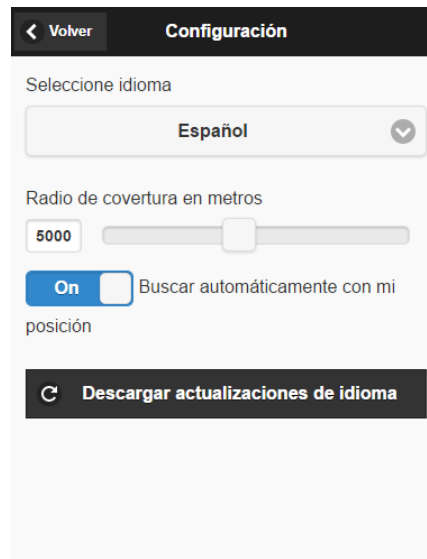 Volver
Configuración
Seleccione idioma
Español
Radio de covertura en metros
5000
On Buscar automáticamente con mi
posición
Descargar actualizaciones de idioma